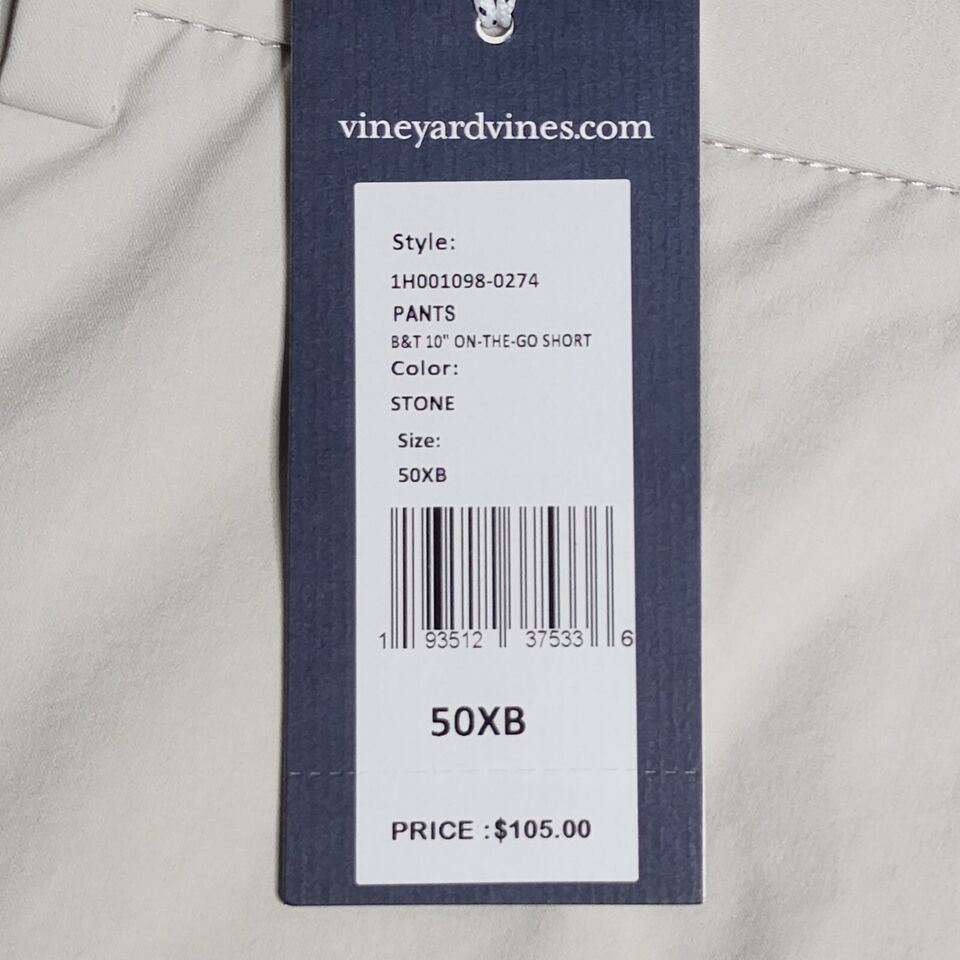 vineyardvines.com
Style:
1H001098-0274
PANTS
B&T 10" ON-THE-GO SHORT
Color:
STONE
Size:
50XB
1 93512 37533 6
50XB
PRICE :$105.00